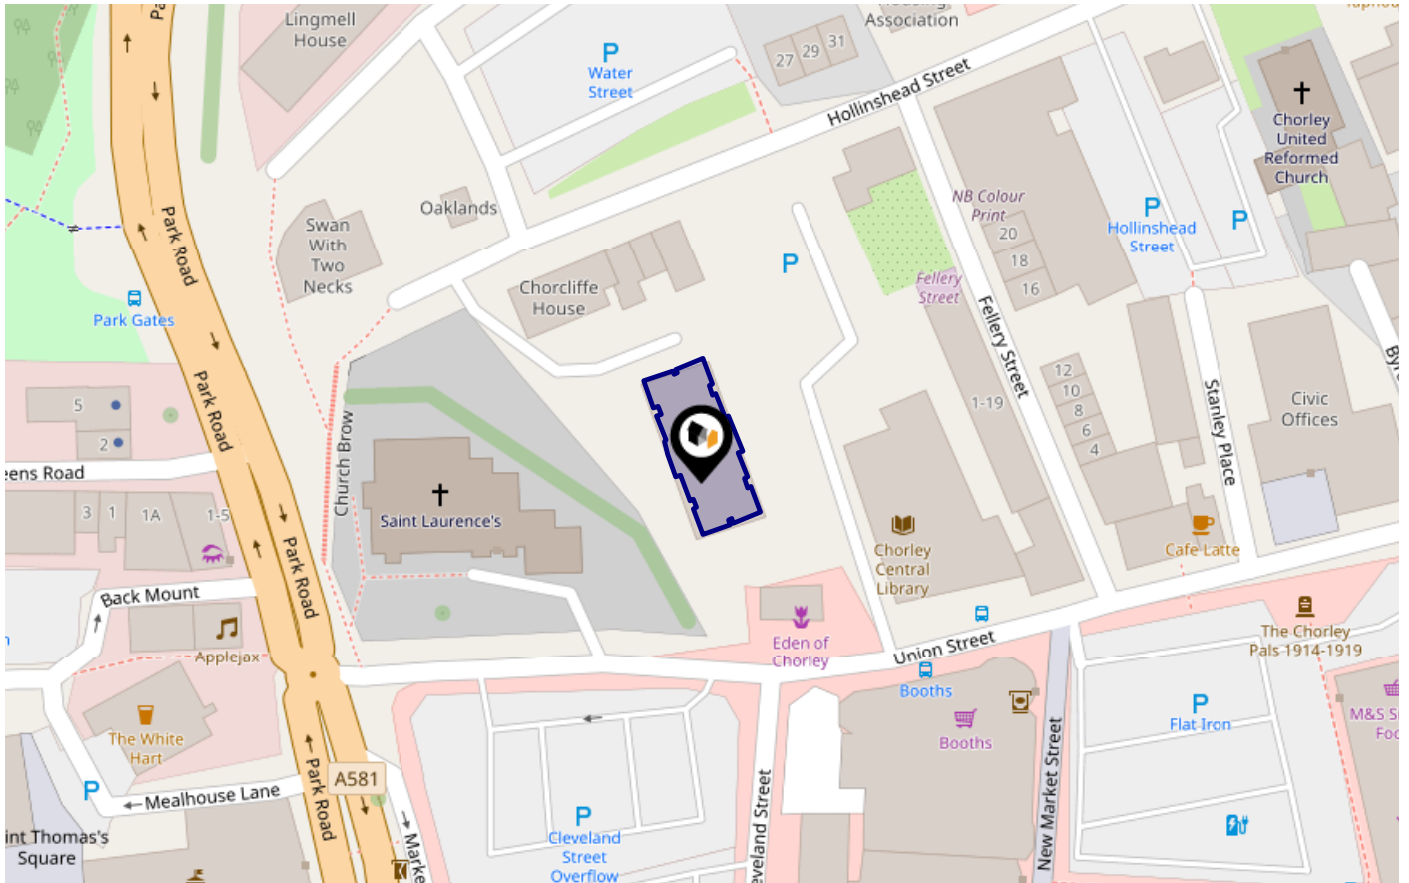 Lingmell
House
Association
27
29
31
Water
Street
Hollinshead Street
Chorley
United
Reformed
Church
Park Road
Oaklands
Swan
With
Two
Necks
NB Colour
Print
20
18
16
Hollinshead
Street
Park Gates
Chorcliffe
House
Fellery
Street
Fellery Street
5
2
Park Road
12
10
8
6
4
1-19
Stanley Place
Civic
Offices
Church Brow
eens Road
3
1
1A
1-5
Saint Laurence's
Park Road
Chorley
Central
Library
Cafe Latte
Back Mount
Applejax
Eden of
Chorley
Union Street
The Chorley
Pals 1914-1919
Booths
Booths
Flat Iron
The White
Hart
A581
Mealhouse Lane
Park Road
Cleveland
Street
Overflow
eveland Street
New Market Street
int Thomas's
Square
Marke
M&S S
Foo